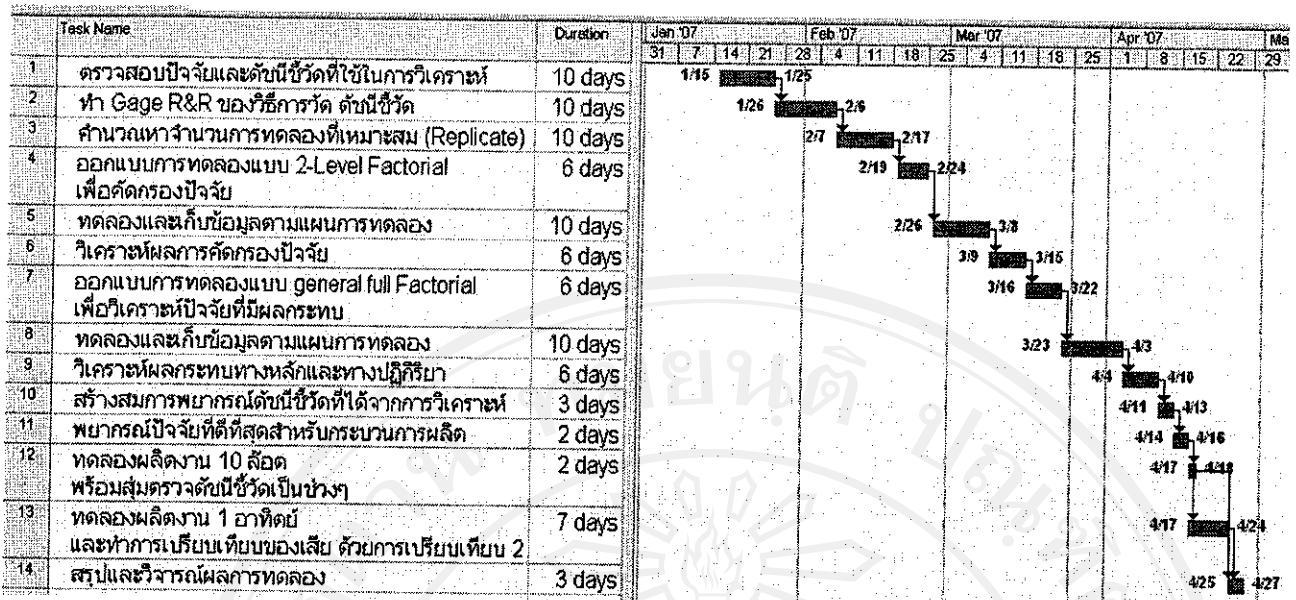 Task Name Duration Jan '07 Feb '07 Mar '07 Apr '07
31 7 14 21 28 4 11 18 25 4 11 18 25 1 8 15 22 29
1 ตรวจสอบปัจจัยและดัชนีชี้วัดที่ใช้ในการวิเคราะห์ 10 days 1/15 1/25
2 ทำ Gage R&R ของวิธีการวัด ดัชนีชี้วัด 10 days 1/26 2/6
3 คำนวณหาจำนวนการทดลองที่เหมาะสม (Replicate) 10 days 2/7 2/17
4 ออกแบบการทดลองแบบ 2-Level Factorial 6 days 2/19 2/24
เพื่อคัดกรองปัจจัย
5 ทดลองและเก็บข้อมูลตามแผนการทดลอง 10 days 2/26 3/8
6 วิเคราะห์ผลการคัดกรองปัจจัย 6 days 3/9 3/15
7 ออกแบบการทดลองแบบ general full Factorial 6 days 3/16 3/22
เพื่อวิเคราะห์ปัจจัยที่มีผลกระทบ
8 ทดลองและเก็บข้อมูลตามแผนการทดลอง 10 days 3/23 4/3
9 วิเคราะห์ผลกระทบทางหลักและทางปฏิกิริยา 6 days 4/4 4/10
10 สร้างสมการพยากรณ์ดัชนีชี้วัดที่ได้จากการวิเคราะห์ 3 days 4/11 4/13
11 พยากรณ์ปัจจัยที่ดีที่สุดสำหรับกระบวนการผลิต 2 days 4/14 4/16
12 ทดลองผลิตงาน 10 ล๊อต 2 days 4/17 4/18
พร้อมสุ่มตรวจดัชนีชี้วัดเป็นช่วงๆ
13 ทดลองผลิตงาน 1 อาทิตย์ 7 days 4/17 4/24
และทำการเปรียบเทียบของเสีย ด้วยการเปรียบเทียบ 2
14 สรุปและวิจารณ์ผลการทดลอง 3 days 4/25 4/27